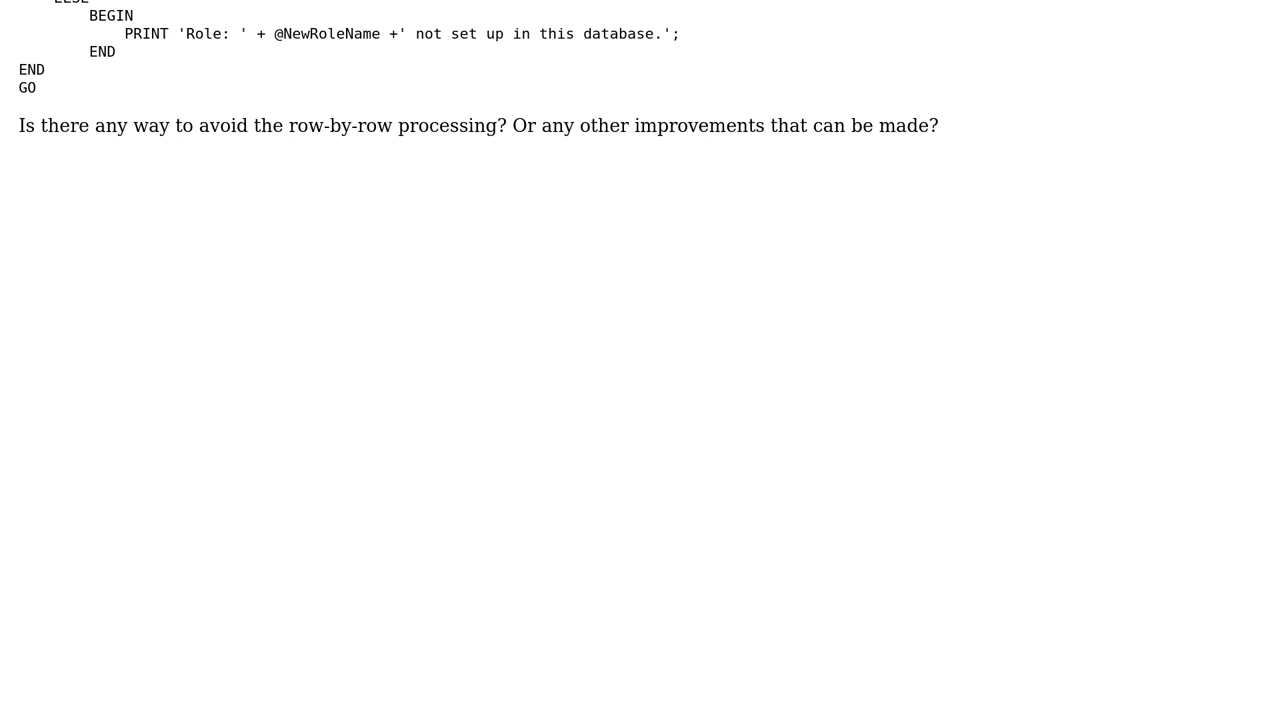 ELSE
BEGIN
PRINT 'Role: ' + @NewRoleName +' not set up in this database.';
END
END
GO
Is there any way to avoid the row-by-row processing? Or any other improvements that can be made?